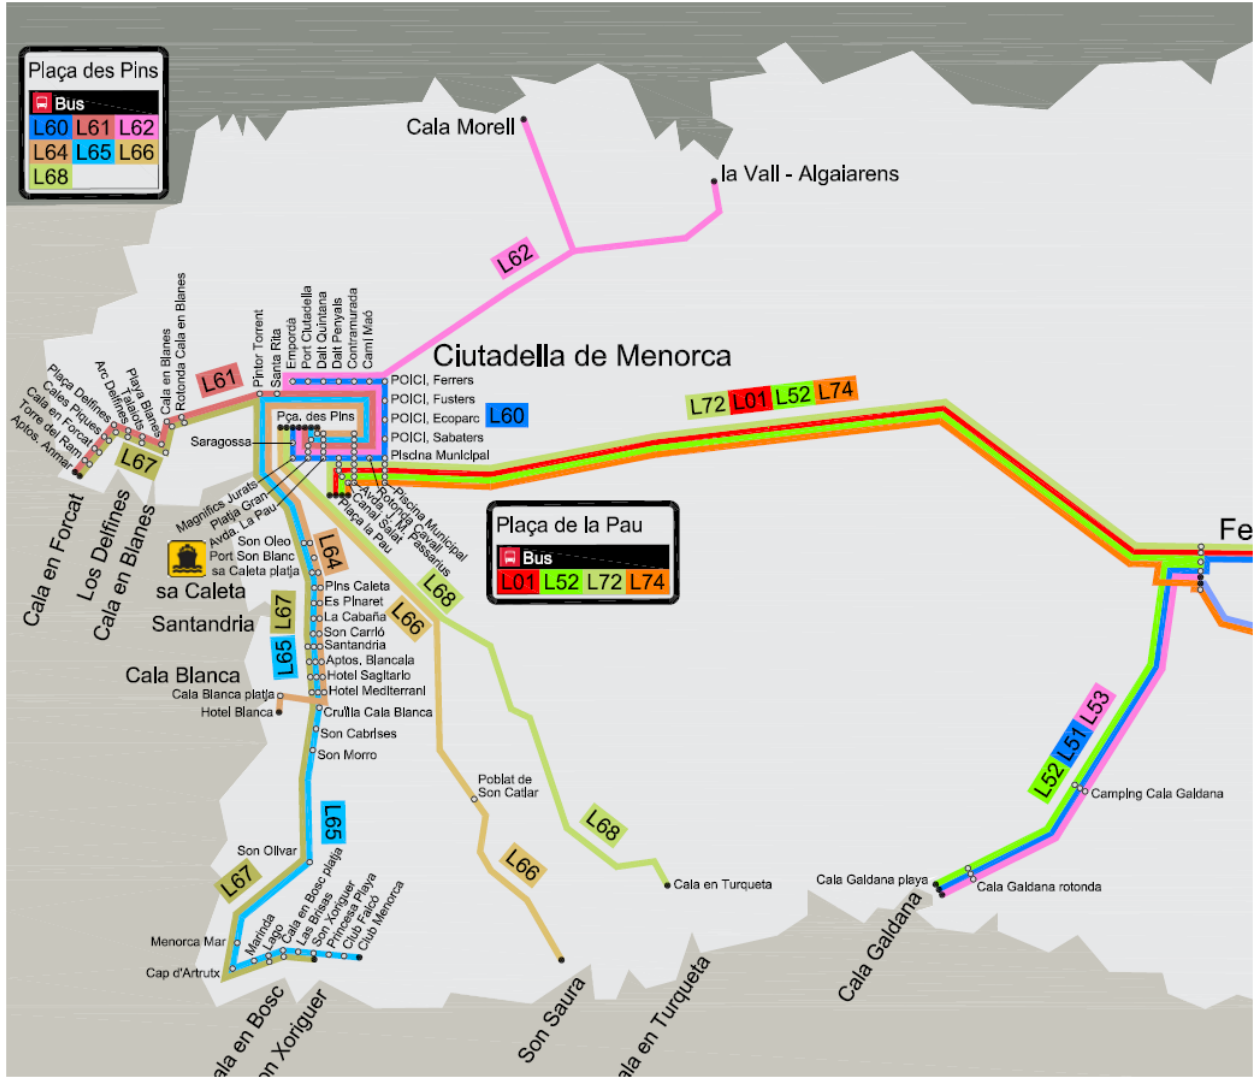 Plaça des Pins
Bus
L60 L61 L62
L64 L65 L66
L68
Cala Morell
la Vall - Algaiarens
L62
Ciutadella de Menorca
L61
Pintor Torrent
Santa Rita
Empordà
Port Ciutadella
Dalt Quintana
Dalt Penyals
Contramurada
Camí Maó
POICI, Ferrers
POICI, Fusters
POICI, Ecoparc
L60
POICI, Sabaters
Piscina Municipal
Pça. des Pins
Saragossa
L72 L01 L52 L74
Rotonda Cala en Blanes
Cala en Blanes
Playa Blanes
Talaiots
Arc Delfines
Plaça Delfines
Cales Piques
Cala en Forcat
Torre del Ram
Aptos. Anmar
L67
Cala en Forcat
Los Delfines
Cala en Blanes
Magnífics Jurats
Platja Gran
Avda. La Pau
Piscina Municipal
Rotonda Cavall
Avda. J. M. Passarius
Canal Salat
Plaça la Pau
Plaça de la Pau
Bus
L01 L52 L72 L74
Fe
Son Oleo
Port Son Blanc
sa Caleta platja
L64
L68
sa Caleta
Pins Caleta
Es Pinaret
L67
La Cabaña
L66
Santandria
Son Carrió
Santandria
L65
Aptos. Blancala
Cala Blanca
Hotel Sagitario
Cala Blanca platja
Hotel Mediterrani
Hotel Blanca
Cruïlla Cala Blanca
Son Cabrises
Son Morro
L52 L51 L53
Poblat de
Son Catlar
Camping Cala Galdana
L65
L68
Son Olivar
L67
L66
Cala en Turqueta
Cala Galdana playa
Cala Galdana rotonda
Menorca Mar
Cap d'Artrutx
Marinda
Lago
Cala en Bosc platja
Las Brisas
Son Xoriguer
Princesa Playa
Club Falcó
Club Menorca
Cala Galdana
ala en Bosc
on Xoriguer
Son Saura
ala en Turqueta